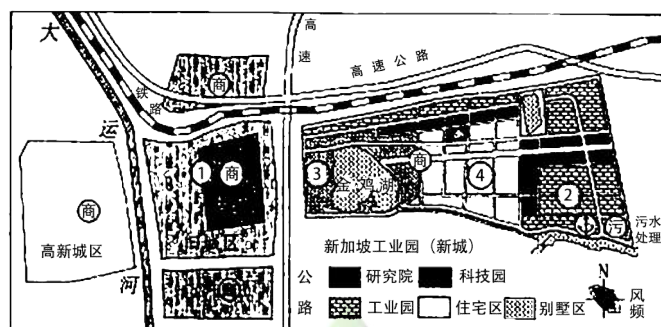 大运河
铁路
高速
高速公路
商
①
商
商
高新城区
旧城区
③
金鸡湖
商
④
②
污
污水处理
新加坡工业园（新城）
公路
研究院
科技园
工业园
住宅区
别墅区
N
风频